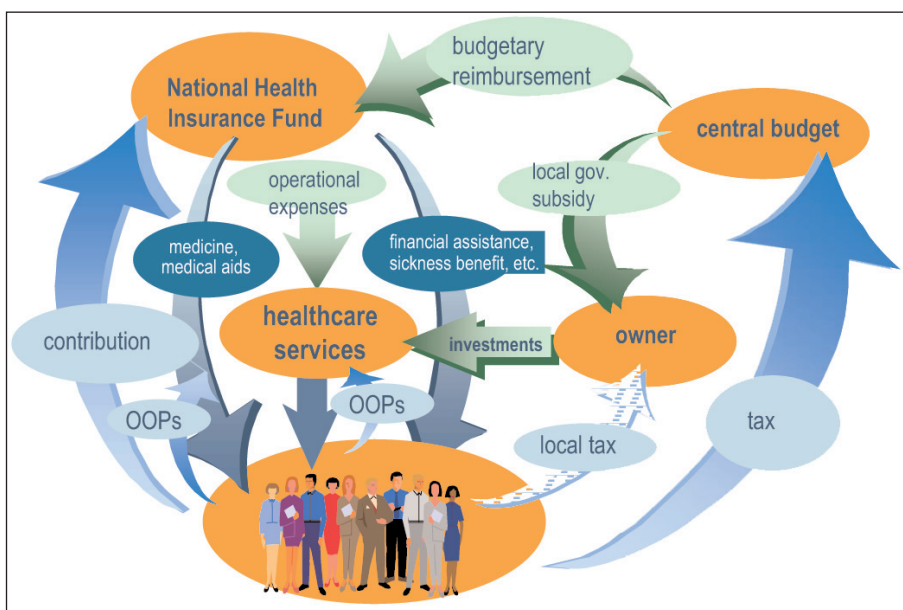 budgetary
reimbursement
National Health
Insurance Fund
central budget
local gov.
subsidy
operational
expenses
medicine,
medical aids
financial assistance,
sickness benefit, etc.
healthcare
services
investments
owner
contribution
OOPs
OOPs
local tax
tax